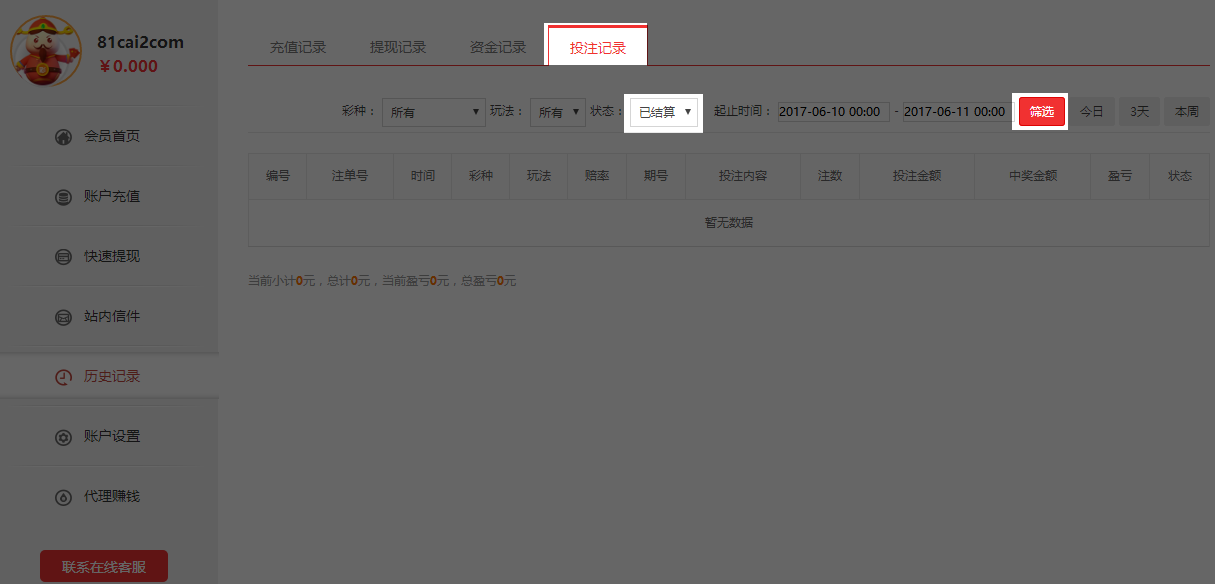 81cai2com
￥0.000
会员首页
账户充值
快速提现
站内信件
历史记录
账户设置
代理赚钱
联系在线客服
充值记录 提现记录 资金记录 投注记录
彩种： 所有 玩法： 所有 状态： 已结算 起止时间： 2017-06-10 00:00 - 2017-06-11 00:00 筛选 今日 3天 本周
编号 注单号 时间 彩种 玩法 赔率 期号 投注内容 注数 投注金额 中奖金额 盈亏 状态
暂无数据
当前小计0元，总计0元，当前盈亏0元，总盈亏0元